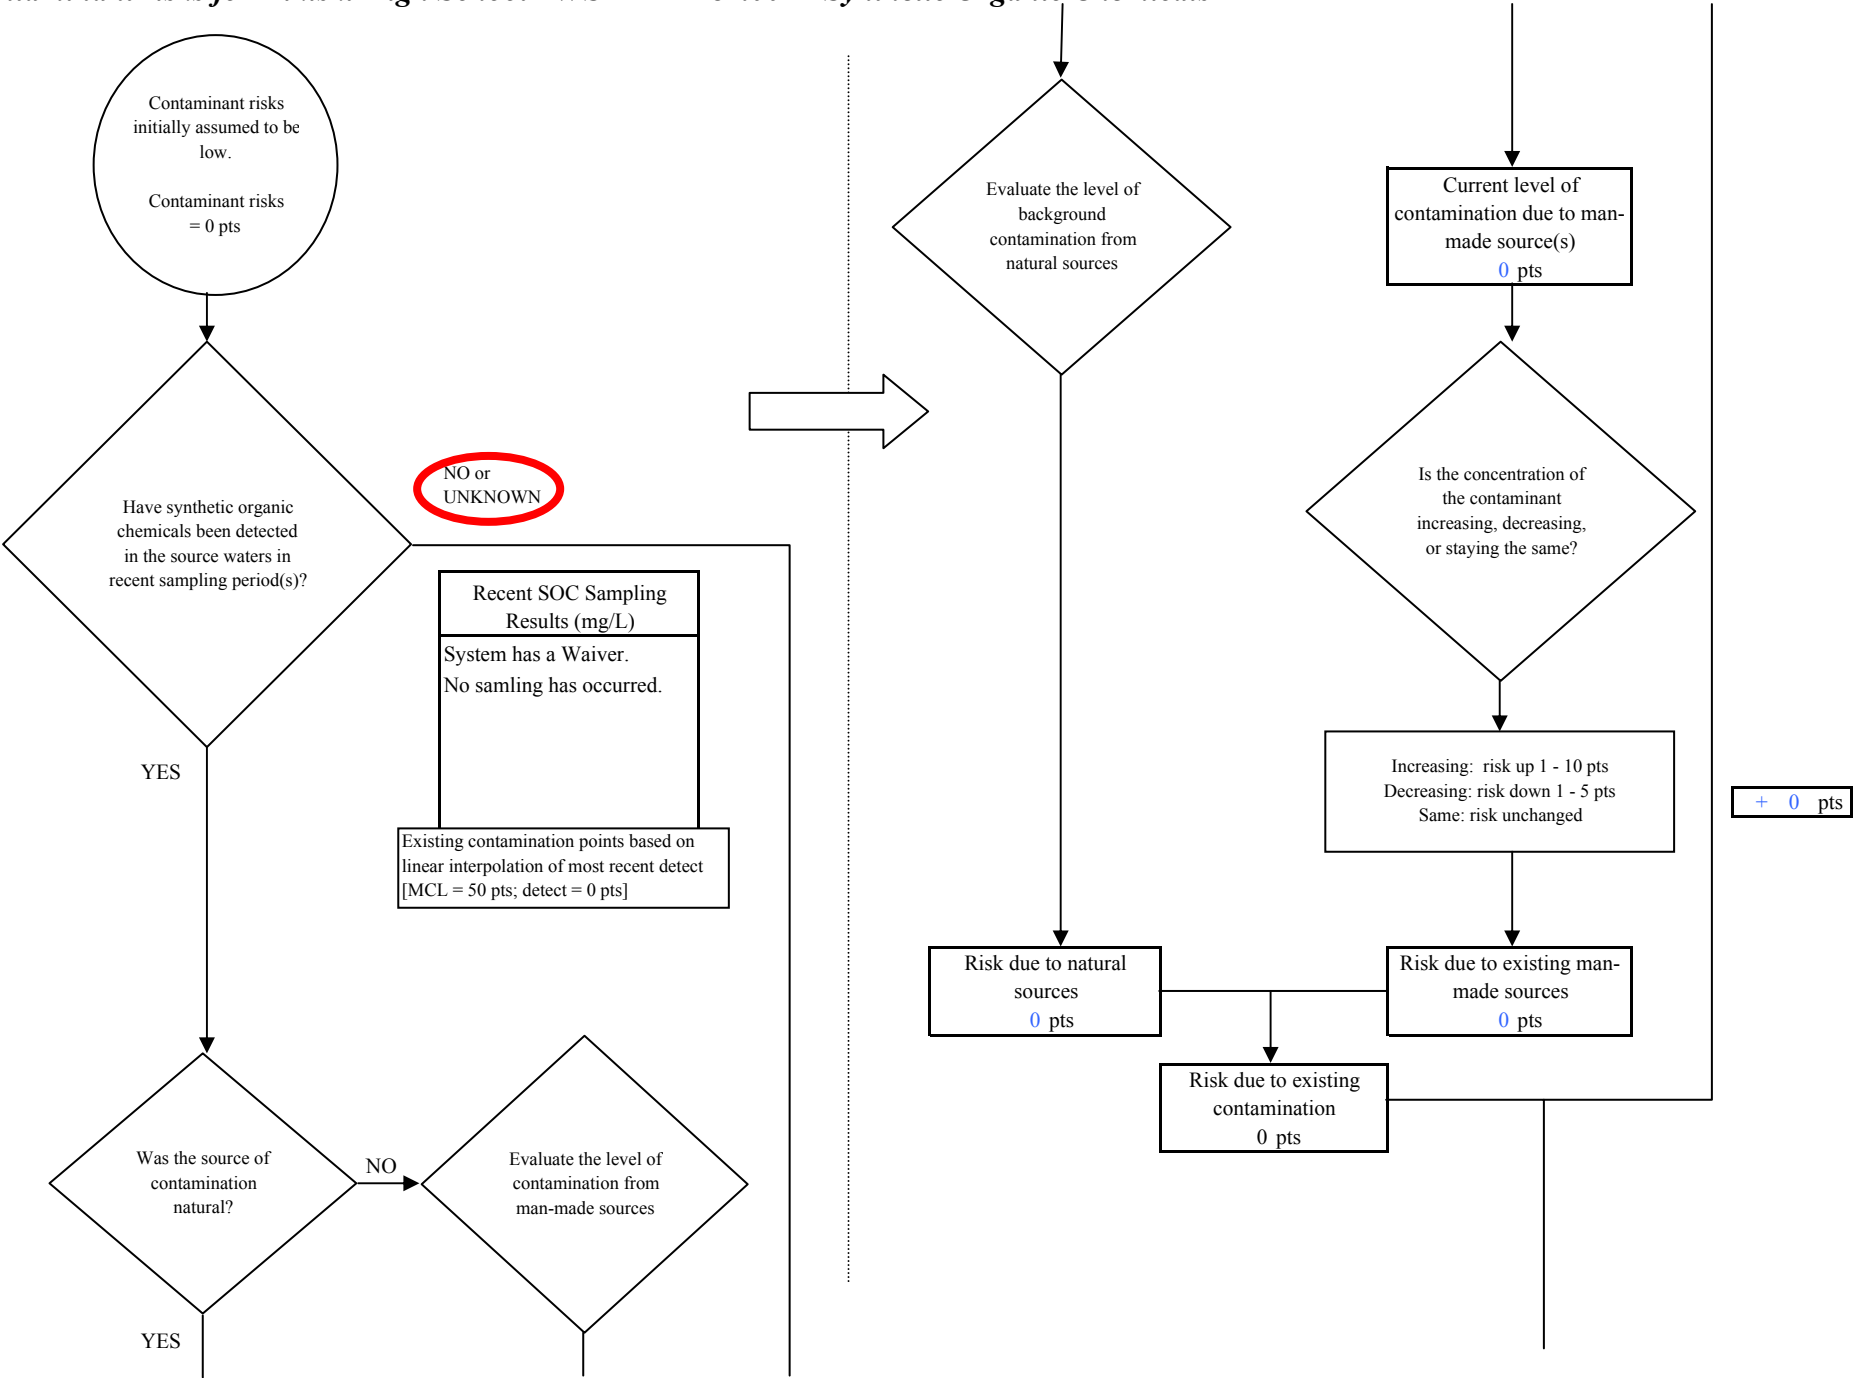 Contaminant risks
initially assumed to be
low.
Contaminant risks
= 0 pts
Have synthetic organic
chemicals been detected
in the source waters in
recent sampling period(s)?
NO or
UNKNOWN
Recent SOC Sampling
Results (mg/L)
System has a Waiver.
No samling has occurred.
Existing contamination points based on
linear interpolation of most recent detect
[MCL = 50 pts; detect = 0 pts]
YES
Was the source of
contamination
natural?
NO
Evaluate the level of
contamination from
man-made sources
YES
Evaluate the level of
background
contamination from
natural sources
Current level of
contamination due to man-
made source(s)
0 pts
Is the concentration of
the contaminant
increasing, decreasing,
or staying the same?
Increasing: risk up 1 - 10 pts
Decreasing: risk down 1 - 5 pts
Same: risk unchanged
+ 0 pts
Risk due to natural
sources
0 pts
Risk due to existing man-
made sources
0 pts
Risk due to existing
contamination
0 pts